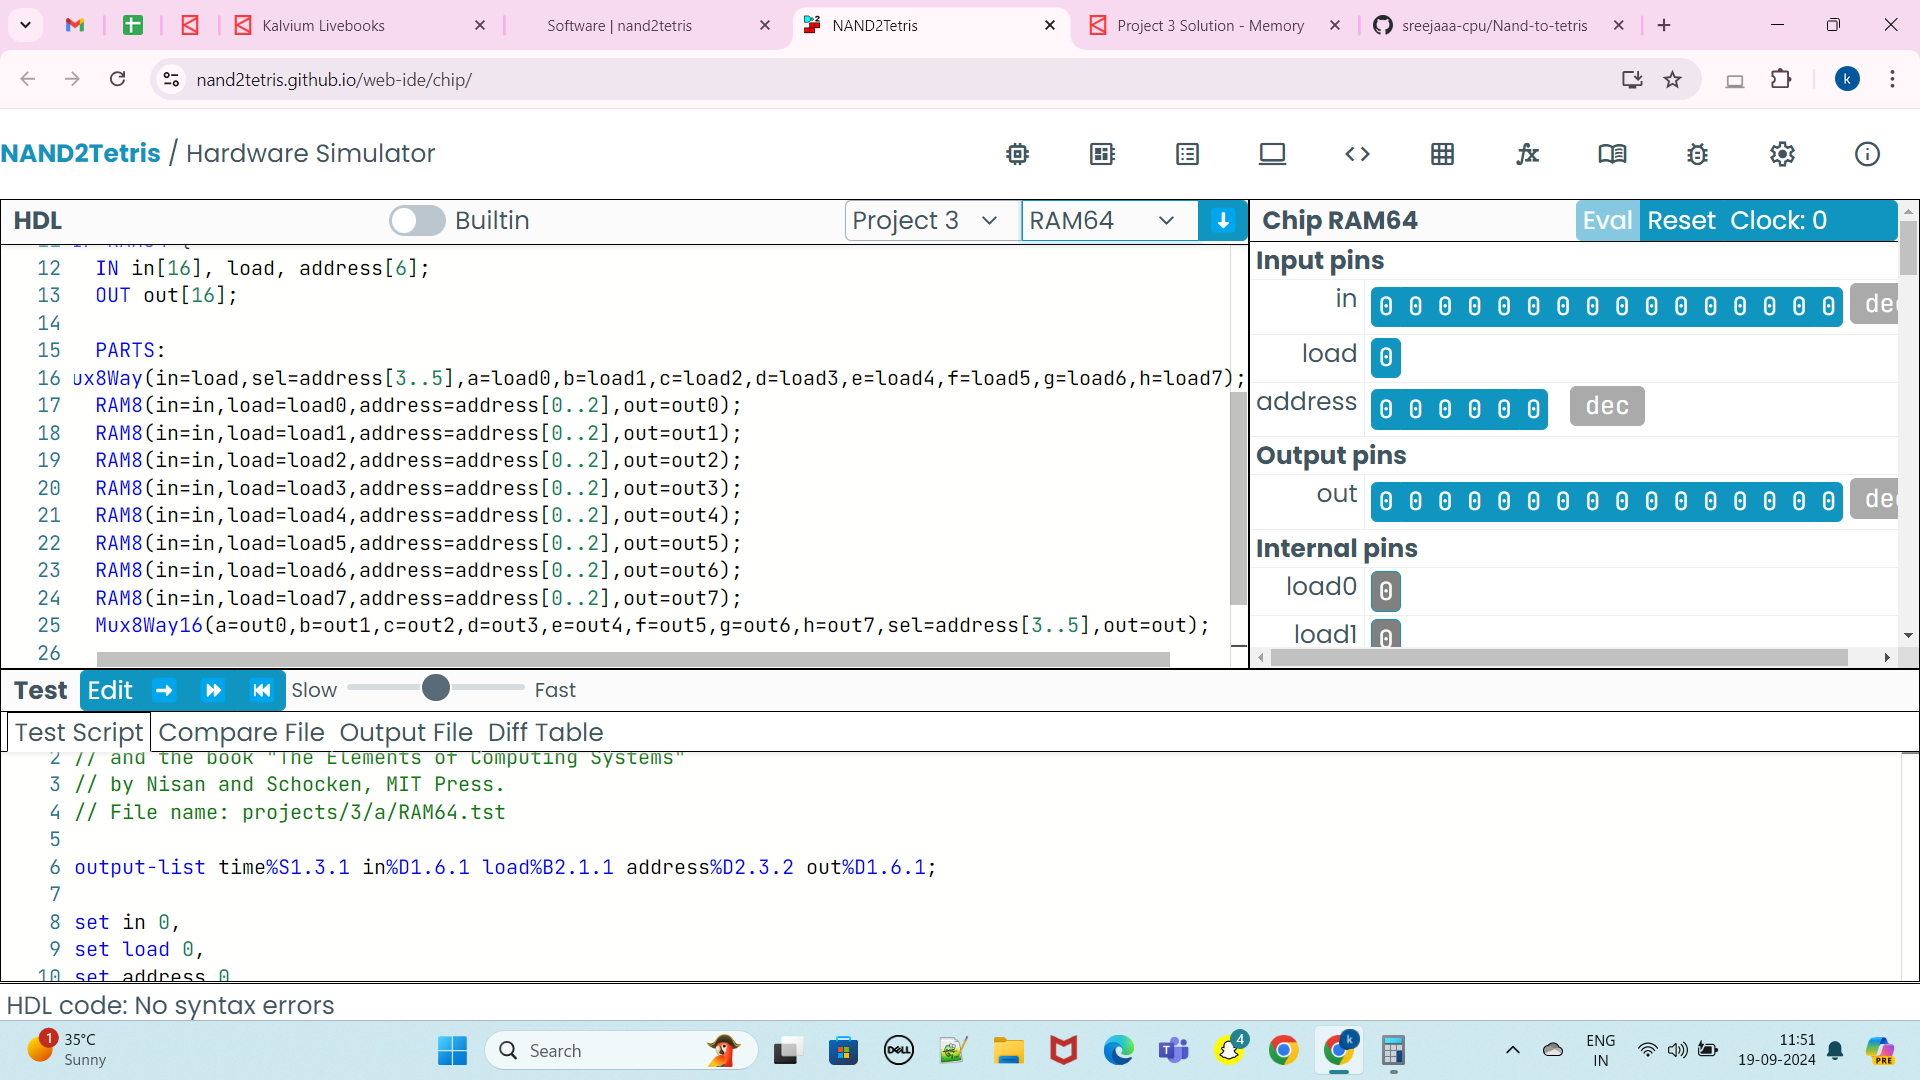 Kalvium Livebooks
Software | nand2tetris
NAND2Tetris
Project 3 Solution - Memory
sreejaaa-cpu/Nand-to-tetris
nand2tetris.github.io/web-ide/chip/
k
NAND2Tetris / Hardware Simulator
HDL
Builtin
Project 3
RAM64
Chip RAM64
Eval
Reset
Clock: 0
12 IN in[16], load, address[6];
13 OUT out[16];
14
15 PARTS:
16 ux8Way(in=load,sel=address[3..5],a=load0,b=load1,c=load2,d=load3,e=load4,f=load5,g=load6,h=load7);
17 RAM8(in=in,load=load0,address=address[0..2],out=out0);
18 RAM8(in=in,load=load1,address=address[0..2],out=out1);
19 RAM8(in=in,load=load2,address=address[0..2],out=out2);
20 RAM8(in=in,load=load3,address=address[0..2],out=out3);
21 RAM8(in=in,load=load4,address=address[0..2],out=out4);
22 RAM8(in=in,load=load5,address=address[0..2],out=out5);
23 RAM8(in=in,load=load6,address=address[0..2],out=out6);
24 RAM8(in=in,load=load7,address=address[0..2],out=out7);
25 Mux8Way16(a=out0,b=out1,c=out2,d=out3,e=out4,f=out5,g=out6,h=out7,sel=address[3..5],out=out);
26
Input pins
in 0 0 0 0 0 0 0 0 0 0 0 0 0 0 0 0 dec
load 0
address 0 0 0 0 0 0 dec
Output pins
out 0 0 0 0 0 0 0 0 0 0 0 0 0 0 0 0 dec
Internal pins
load0 0
load1 0
Test
Edit
Slow
Fast
Test Script
Compare File
Output File
Diff Table
2 // and the book "The Elements of Computing Systems"
3 // by Nisan and Schocken, MIT Press.
4 // File name: projects/3/a/RAM64.tst
5
6 output-list time%S1.3.1 in%D1.6.1 load%B2.1.1 address%D2.3.2 out%D1.6.1;
7
8 set in 0,
9 set load 0,
10 set address 0
HDL code: No syntax errors
1
35°C
Sunny
Search
DELL
4
k
ENG
IN
11:51
19-09-2024
PRE